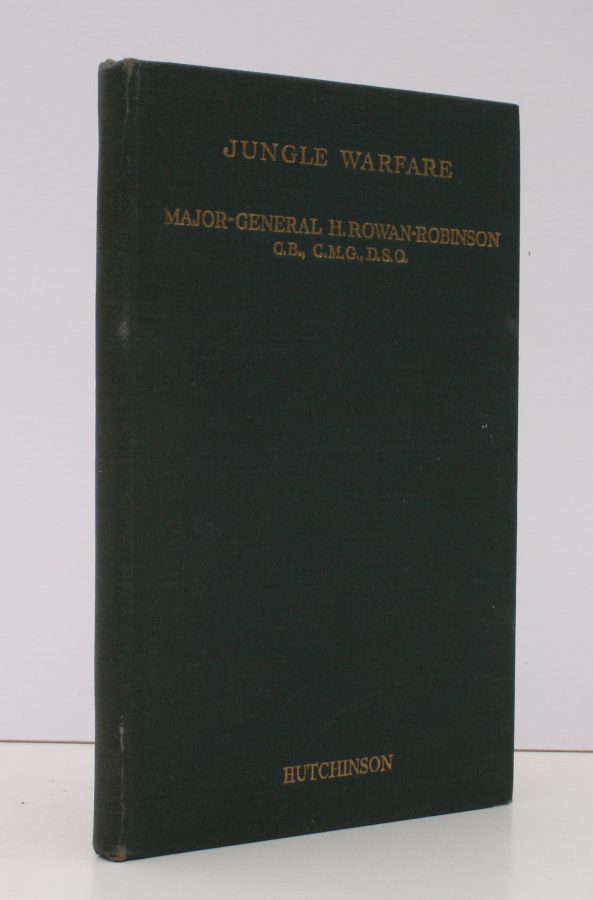 JUNGLE WARFARE
MAJOR-GENERAL H. ROWAN-ROBINSON
C.B., C.M.G., D.S.O.
HUTCHINSON